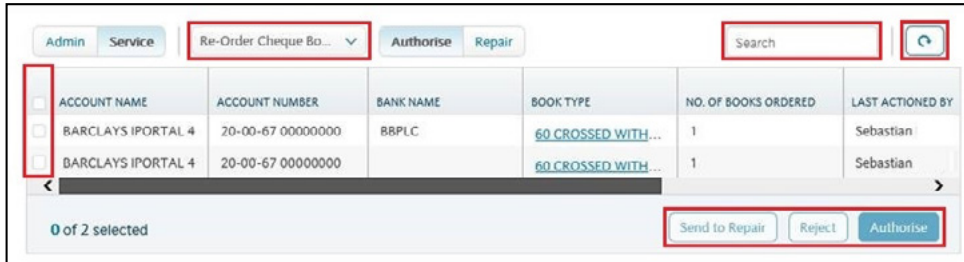 Admin Service Re-Order Cheque Bo... Authorise Repair Search
ACCOUNT NAME ACCOUNT NUMBER BANK NAME BOOK TYPE NO. OF BOOKS ORDERED LAST ACTIONED BY
BARCLAYS IPORTAL 4 20-00-67 00000000 BBPLC 60 CROSSED WITH... 1 Sebastian
BARCLAYS IPORTAL 4 20-00-67 00000000 60 CROSSED WITH... 1 Sebastian
0 of 2 selected Send to Repair Reject Authorise